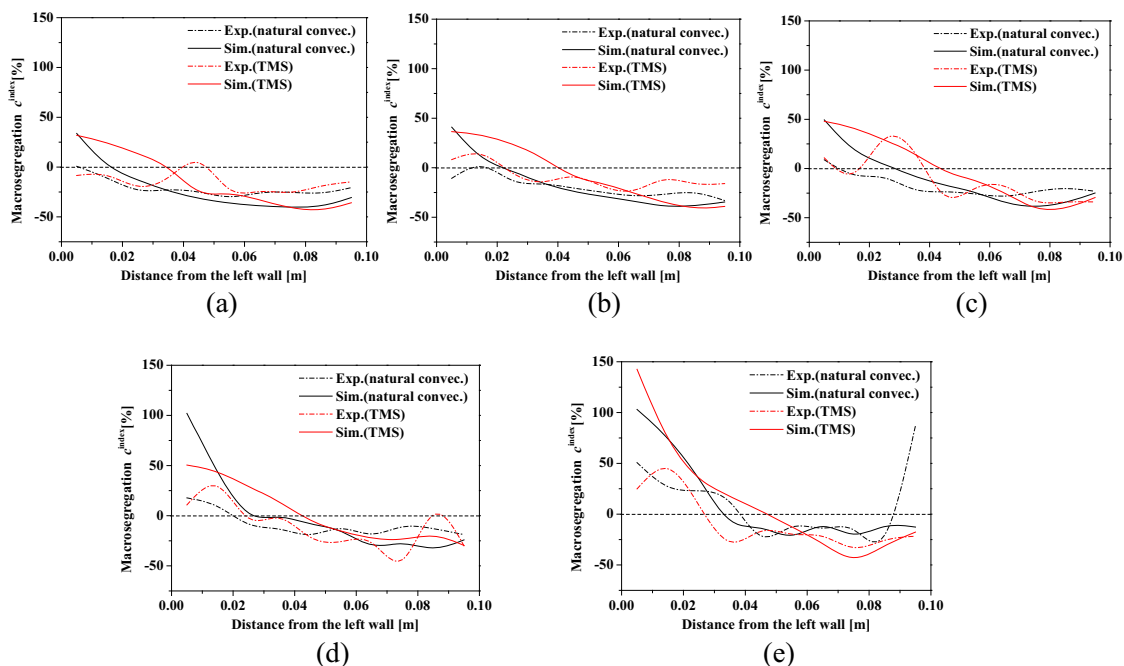 Macrosegregation c^index[%]
150
100
50
0
-50
0.00 0.02 0.04 0.06 0.08 0.10
Distance from the left wall [m]
Exp.(natural convec.)
Sim.(natural convec.)
Exp.(TMS)
Sim.(TMS)
(a)
Macrosegregation c^index[%]
150
100
50
0
-50
0.00 0.02 0.04 0.06 0.08 0.10
Distance from the left wall [m]
Exp.(natural convec.)
Sim.(natural convec.)
Exp.(TMS)
Sim.(TMS)
(b)
Macrosegregation c^index[%]
150
100
50
0
-50
0.00 0.02 0.04 0.06 0.08 0.10
Distance from the left wall [m]
Exp.(natural convec.)
Sim.(natural convec.)
Exp.(TMS)
Sim.(TMS)
(c)
Macrosegregation c^index[%]
150
100
50
0
-50
0.00 0.02 0.04 0.06 0.08 0.10
Distance from the left wall [m]
Exp.(natural convec.)
Sim.(natural convec.)
Exp.(TMS)
Sim.(TMS)
(d)
Macrosegregation c^index[%]
150
100
50
0
-50
0.00 0.02 0.04 0.06 0.08 0.10
Distance from the left wall [m]
Exp.(natural convec.)
Sim.(natural convec.)
Exp.(TMS)
Sim.(TMS)
(e)